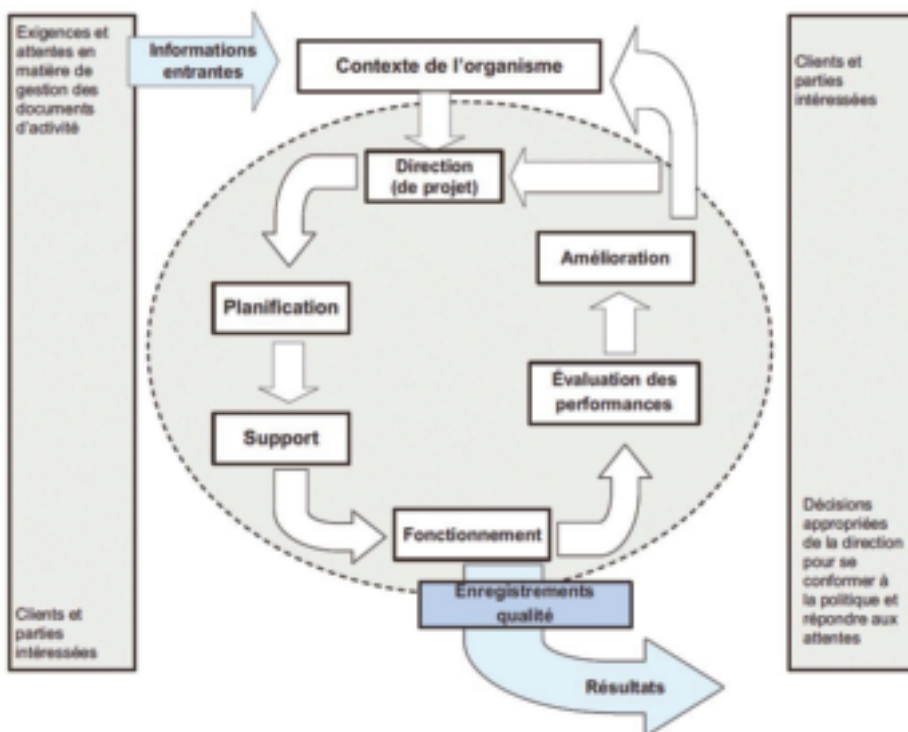 Exigences et
attentes en
matière de
gestion des
documents
d'activité
Informations
entrantes
Contexte de l'organisme
Clients et
parties
intéressées
Direction
(de projet)
Amélioration
Planification
Évaluation des
performances
Support
Fonctionnement
Enregistrements
qualité
Résultats
Clients et
parties
intéressées
Décisions
appropriées
de la direction
pour se
conformer à
la politique et
répondre aux
attentes